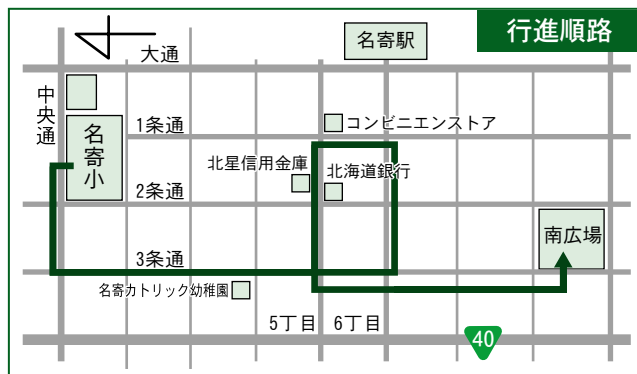 行進順路
名寄駅
大通
中央通
名寄小
1条通
コンビニエンストア
北星信用金庫
北海道銀行
2条通
南広場
3条通
名寄カトリック幼稚園
5丁目
6丁目
40